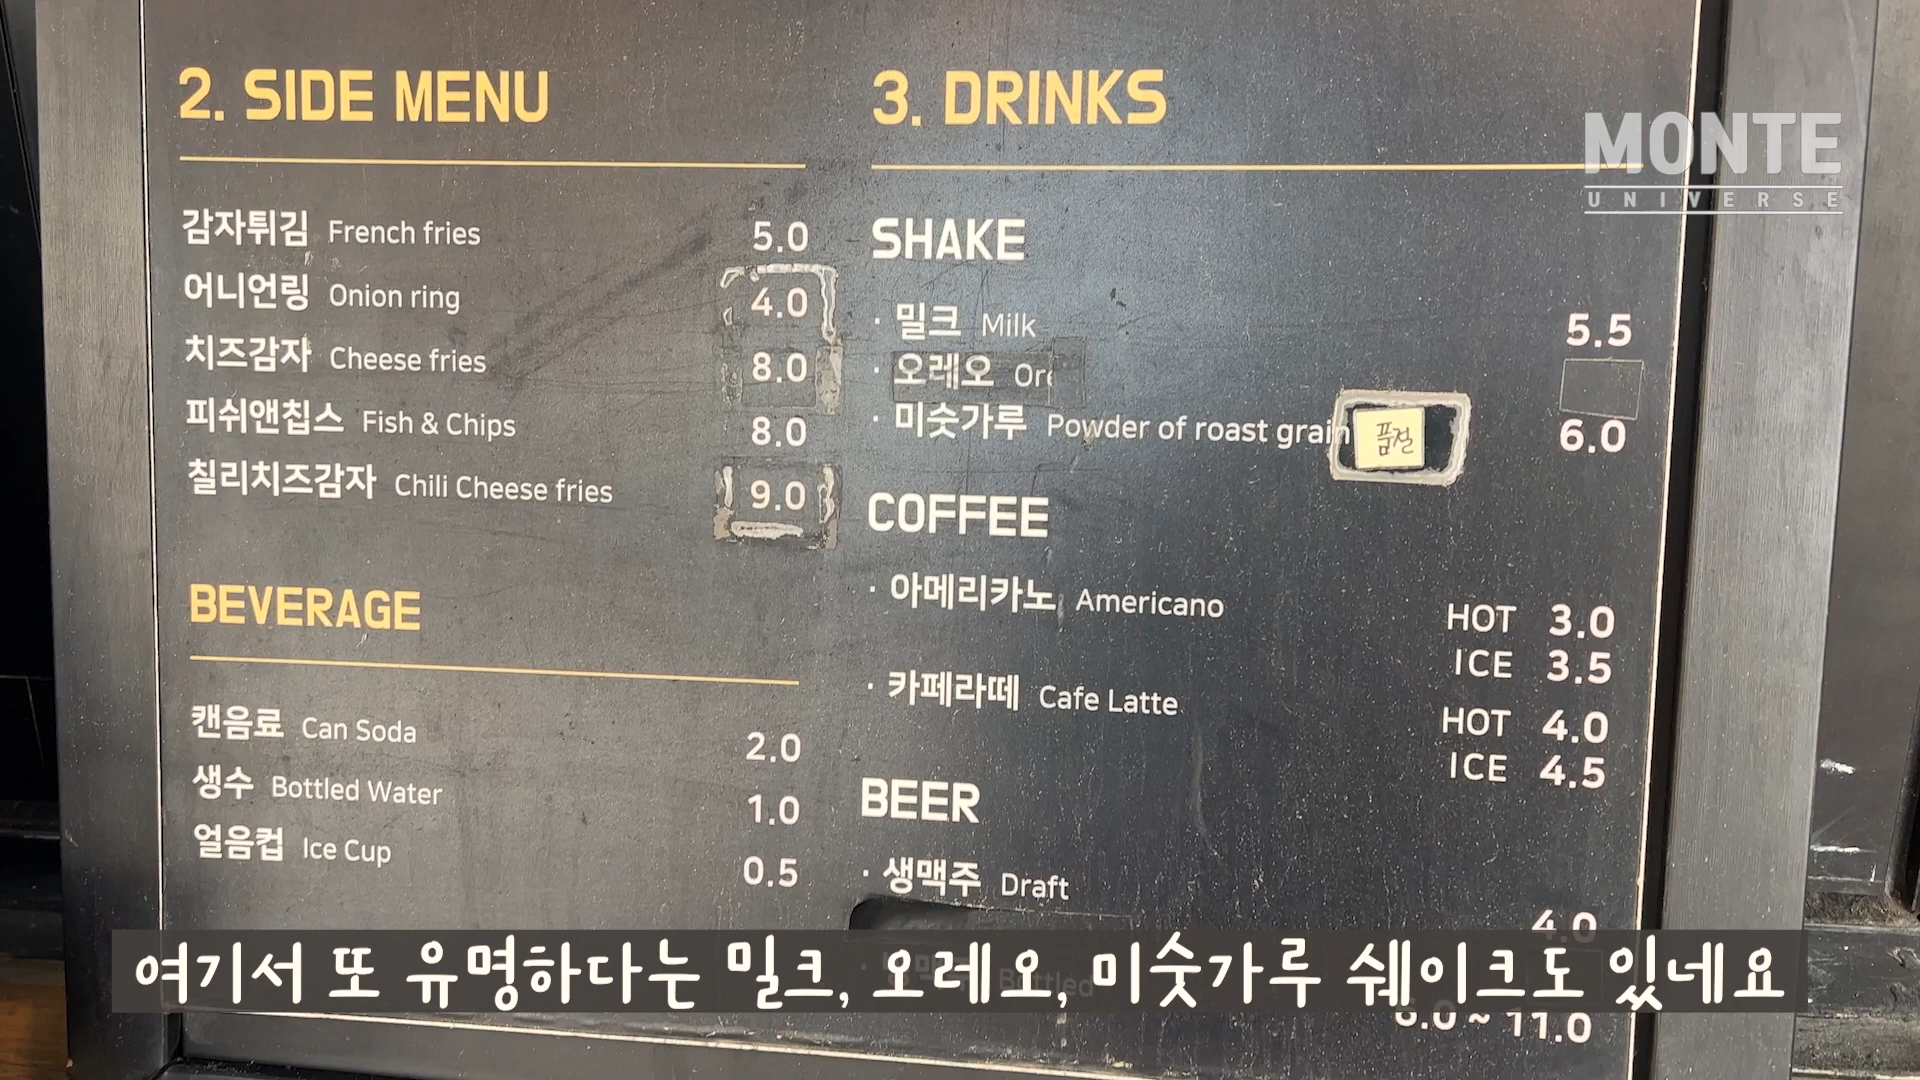 2. SIDE MENU
감자튀김 French fries 5.0
어니언링 Onion ring 4.0
치즈감자 Cheese fries 8.0
피쉬앤칩스 Fish & Chips 8.0
칠리치즈감자 Chili Cheese fries 9.0
BEVERAGE
캔음료 Can Soda 2.0
생수 Bottled Water 1.0
얼음컵 Ice Cup 0.5
3. DRINKS
SHAKE
· 밀크 Milk 5.5
· 오레오
· 미숫가루 Powder of roast grain 품절 6.0
COFFEE
· 아메리카노 Americano HOT 3.0
ICE 3.5
· 카페라떼 Cafe Latte HOT 4.0
ICE 4.5
BEER
· 생맥주 Draft
4.0
Bottled
6.0 ~ 11.0
MONTE
UNIVERSE
여기서 또 유명하다는 밀크, 오레오, 미숫가루 쉐이크도 있네요